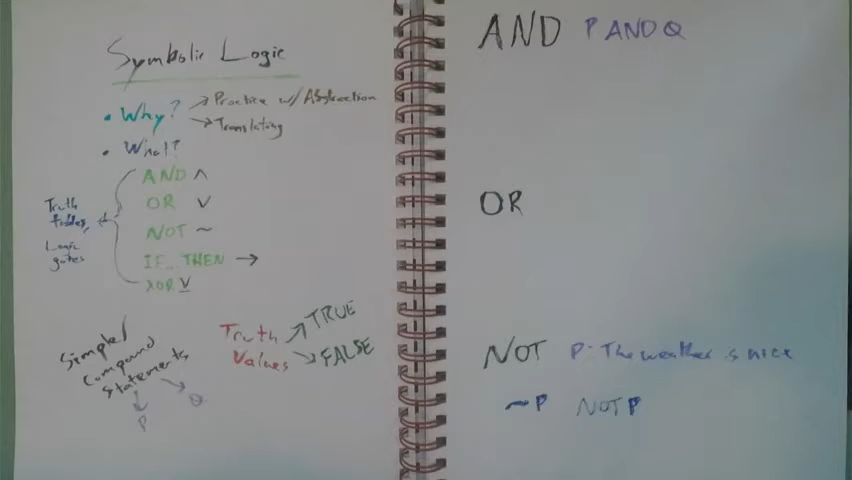 Symbolic Logic
• Why? → Practice w/ Abstraction
→ Translating
• What?
AND ∧
OR ∨
NOT ~
IF.. THEN →
XOR ⊻
Truth
tables,
Logic
gates
Simple/
Compound
Statements
P
Q
Truth
Values
TRUE
FALSE
AND P AND Q
OR
NOT P: The weather is nice
~P NOT P